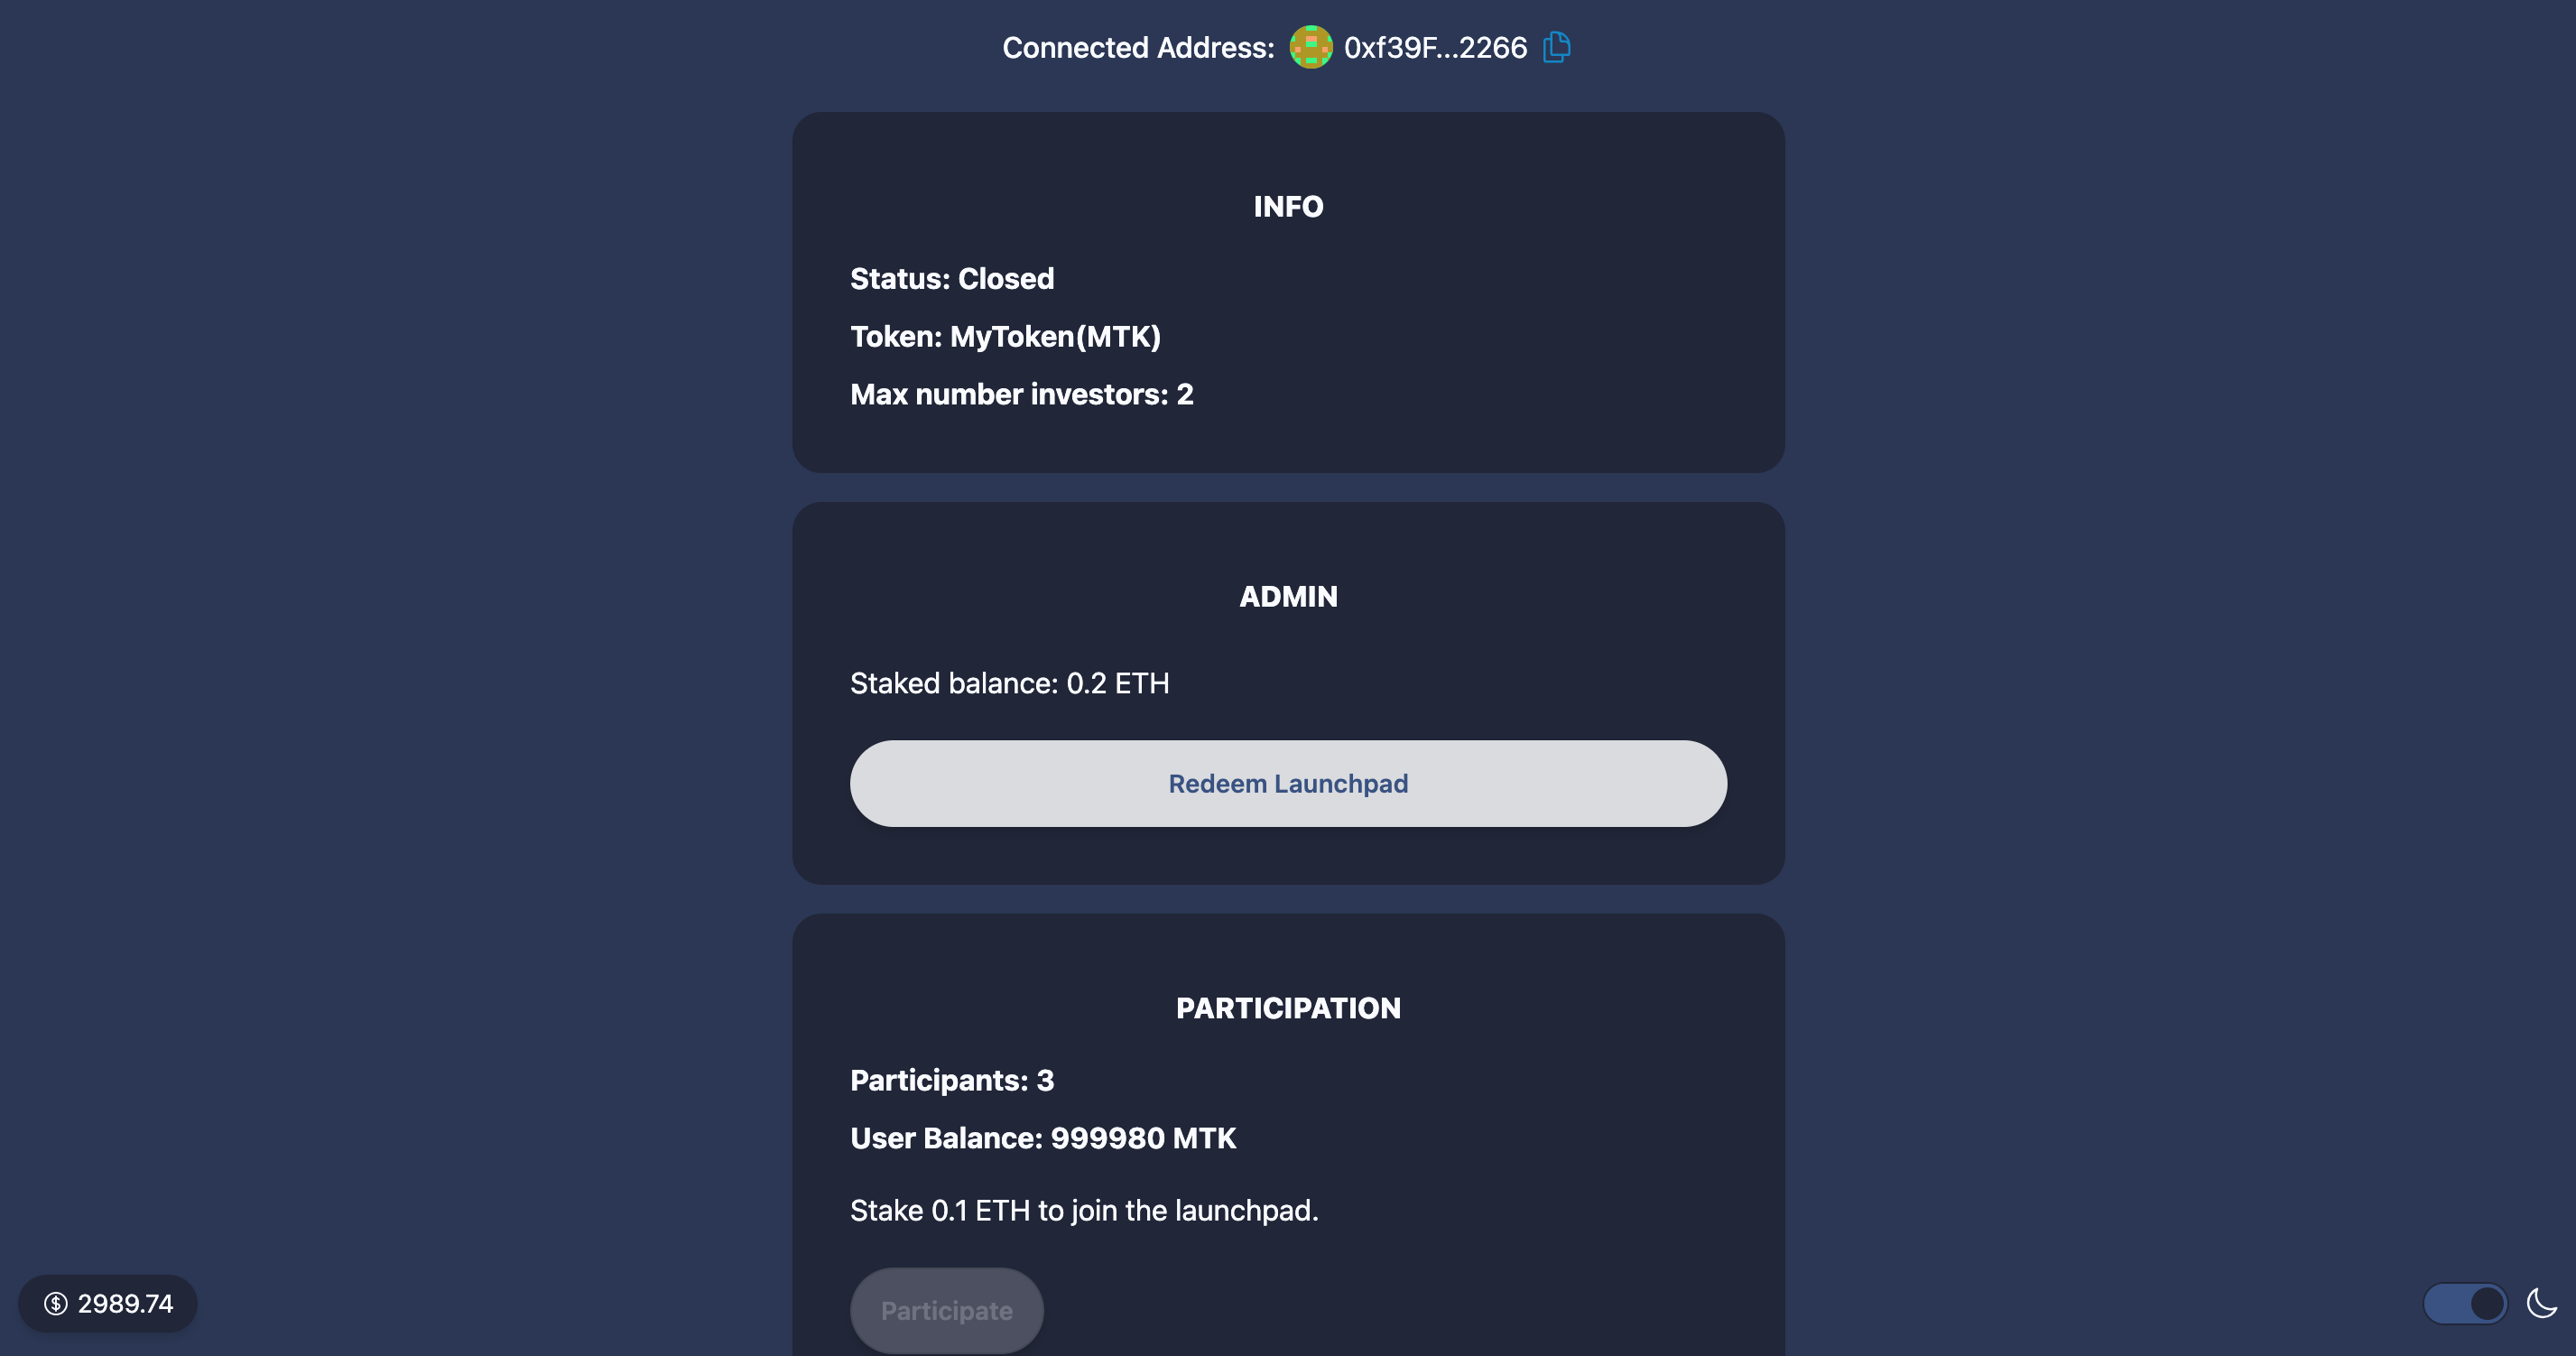 Connected Address: 0xf39F...2266
INFO
Status: Closed
Token: MyToken(MTK)
Max number investors: 2
ADMIN
Staked balance: 0.2 ETH
Redeem Launchpad
PARTICIPATION
Participants: 3
User Balance: 999980 MTK
Stake 0.1 ETH to join the launchpad.
Participate
2989.74